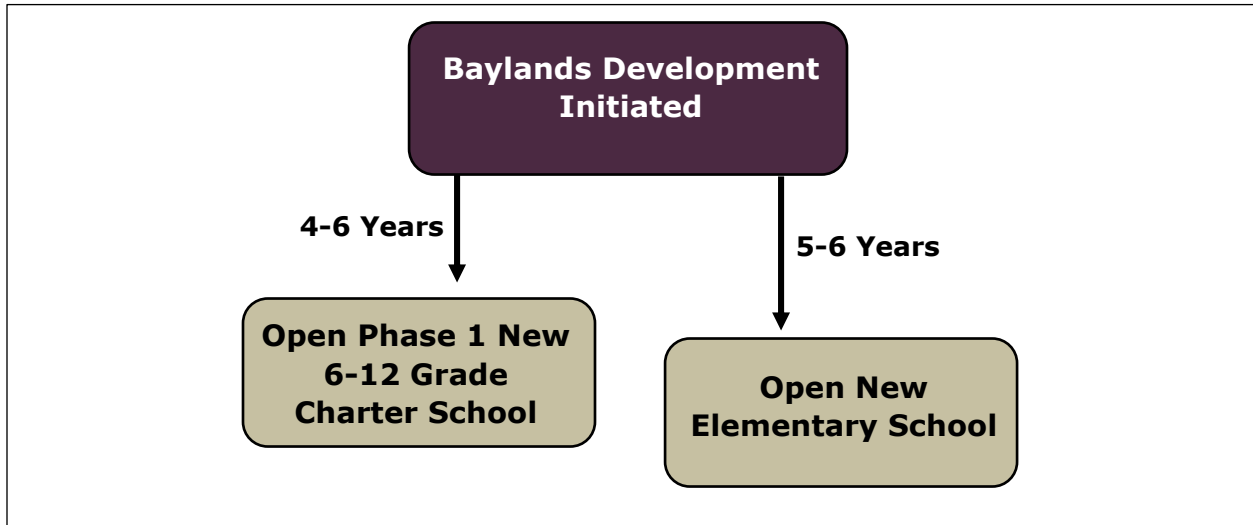 Baylands Development
Initiated
4-6 Years
5-6 Years
Open Phase 1 New
6-12 Grade
Charter School
Open New
Elementary School